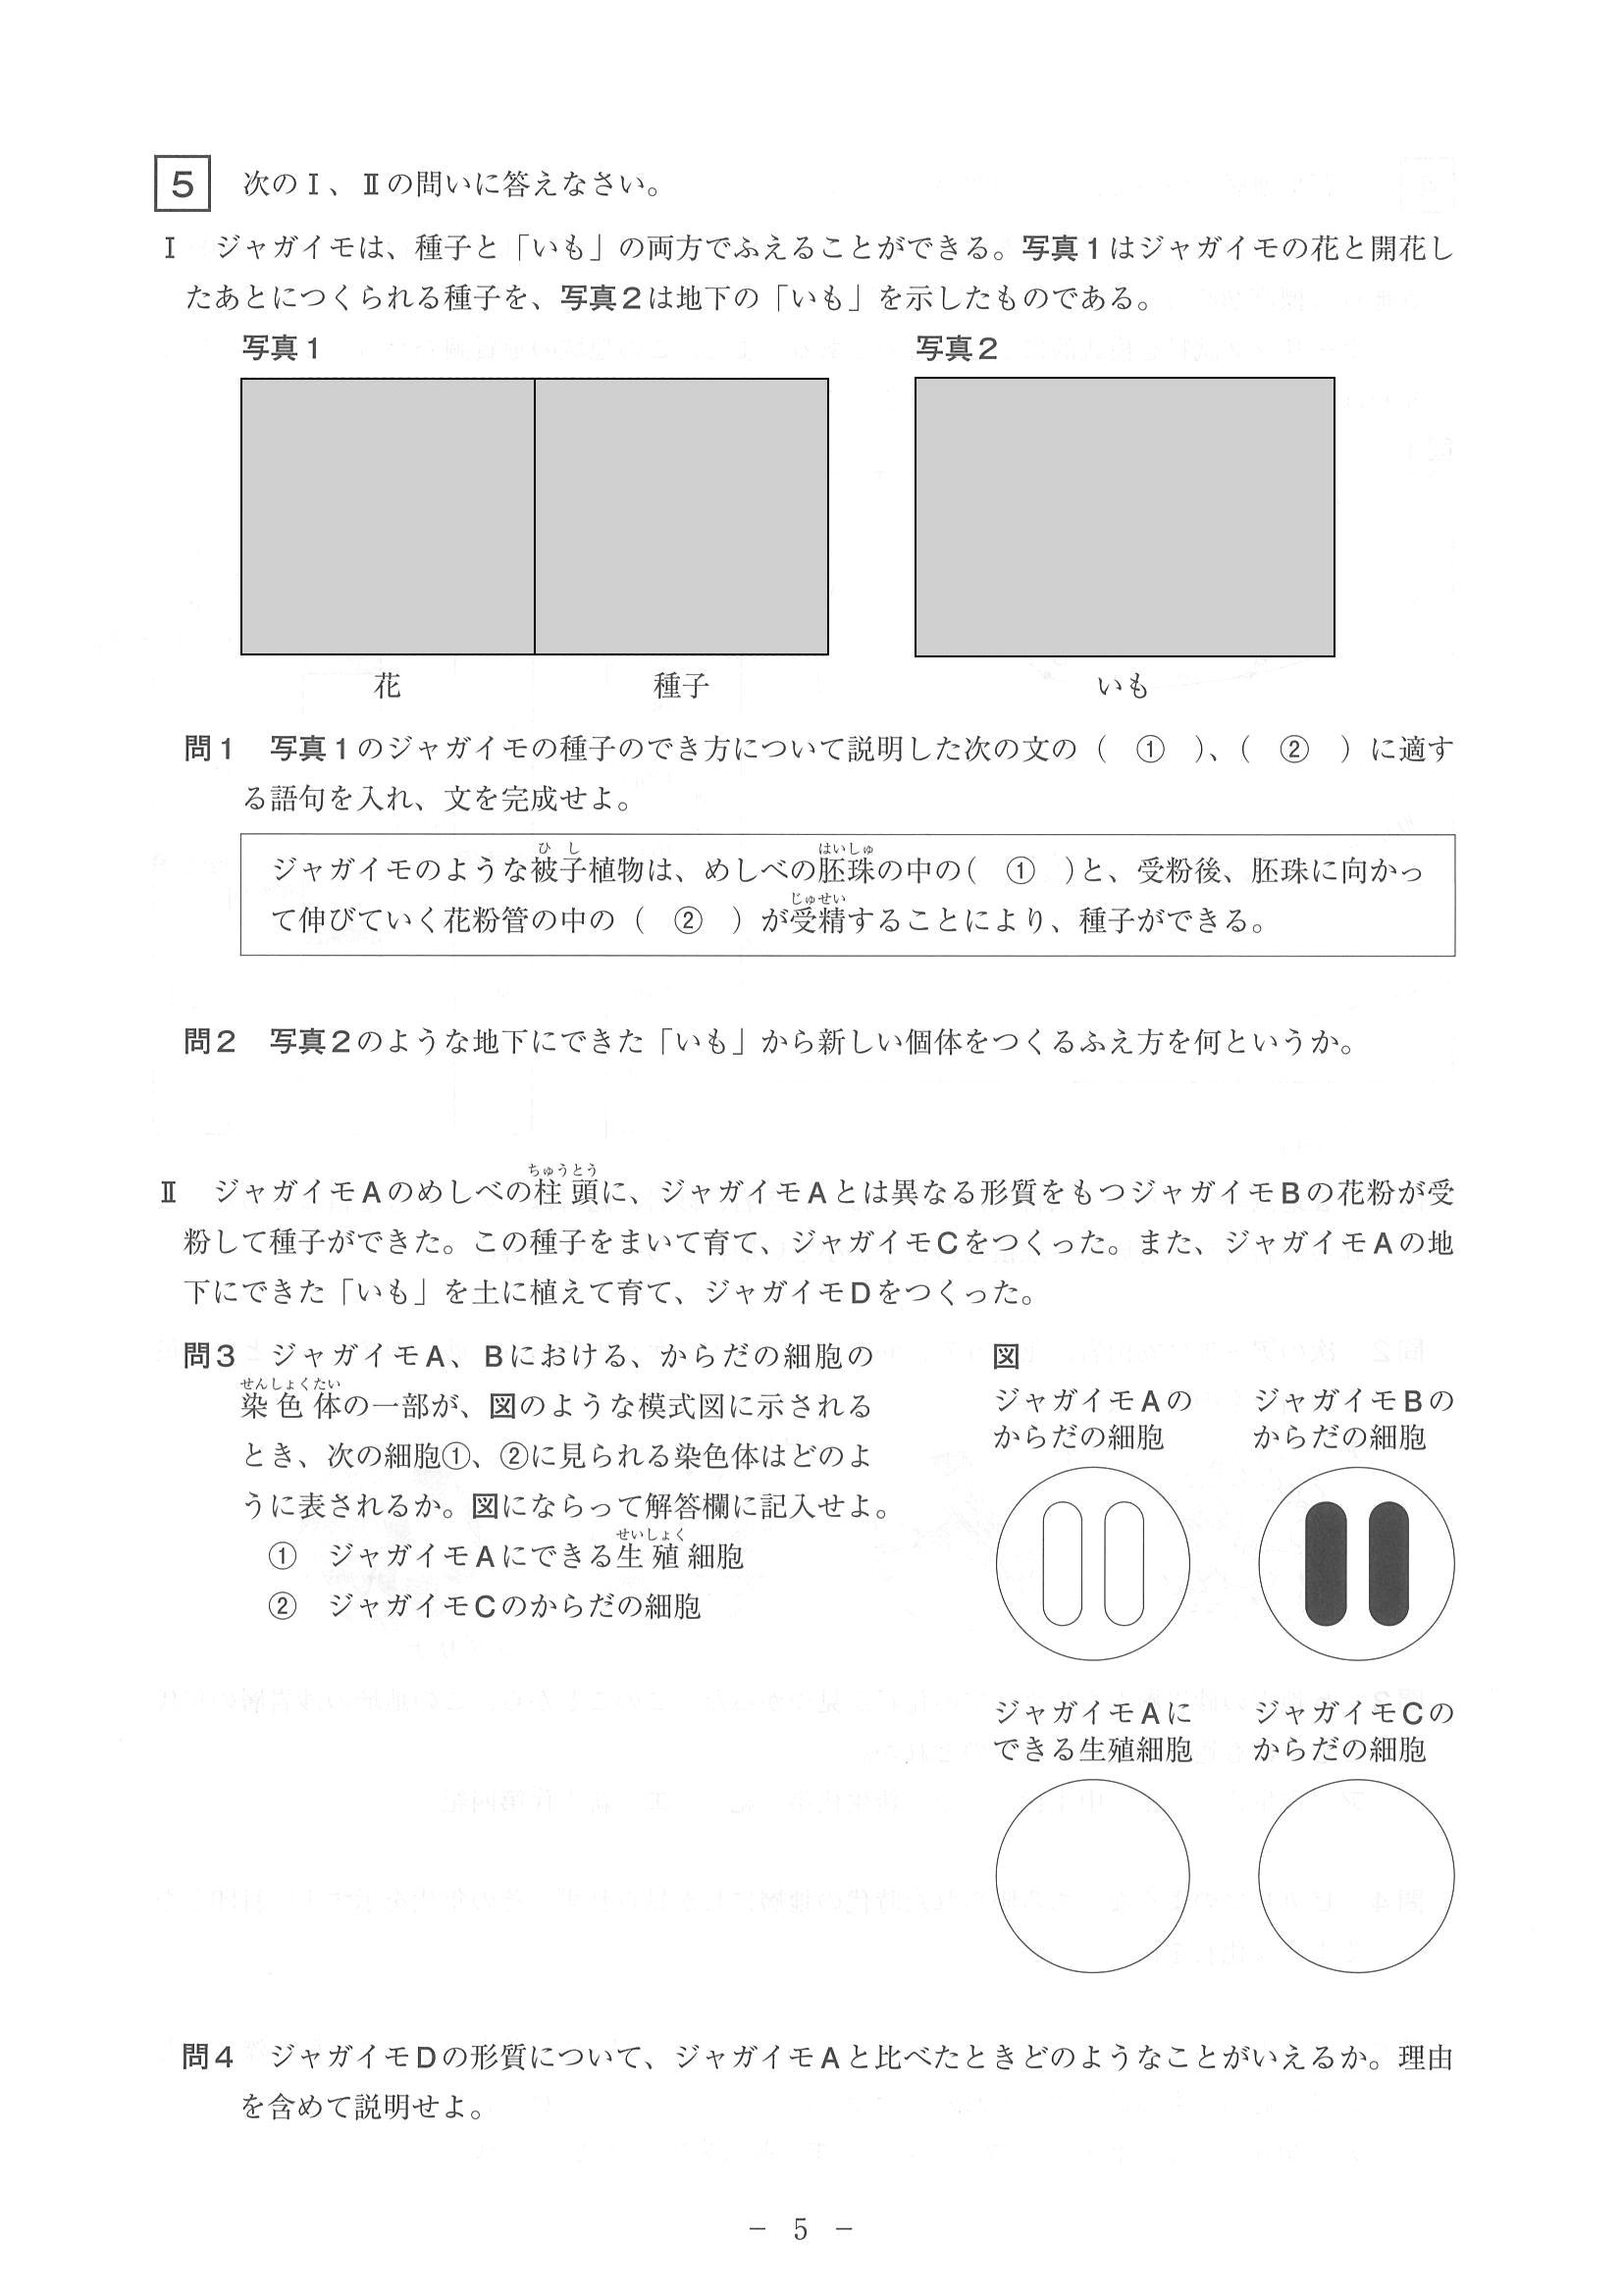 5 次のⅠ、Ⅱの問いに答えなさい。
Ⅰ ジャガイモは、種子と「いも」の両方でふえることができる。写真1はジャガイモの花と開花し
たあとにつくられる種子を、写真2は地下の「いも」を示したものである。
写真1 写真2
花 種子 いも
問1 写真1のジャガイモの種子のでき方について説明した次の文の( ① )、( ② )に適す
る語句を入れ、文を完成せよ。
ひし はいしゅ
ジャガイモのような被子植物は、めしべの胚珠の中の( ① )と、受粉後、胚珠に向かっ
じゅせい
て伸びていく花粉管の中の( ② )が受精することにより、種子ができる。
問2 写真2のような地下にできた「いも」から新しい個体をつくるふえ方を何というか。
ちゅうとう
Ⅱ ジャガイモAのめしべの柱頭に、ジャガイモAとは異なる形質をもつジャガイモBの花粉が受
粉して種子ができた。この種子をまいて育て、ジャガイモCをつくった。また、ジャガイモAの地
下にできた「いも」を土に植えて育て、ジャガイモDをつくった。
問3 ジャガイモA、Bにおける、からだの細胞の
せんしょくたい
染色体の一部が、図のような模式図に示される
とき、次の細胞①、②に見られる染色体はどのよ
うに表されるか。図にならって解答欄に記入せよ。
せいしょく
① ジャガイモAにできる生殖細胞
② ジャガイモCのからだの細胞
図
ジャガイモAの ジャガイモBの
からだの細胞 からだの細胞
ジャガイモAに ジャガイモCの
できる生殖細胞 からだの細胞
問4 ジャガイモDの形質について、ジャガイモAと比べたときどのようなことがいえるか。理由
を含めて説明せよ。
－ 5 －